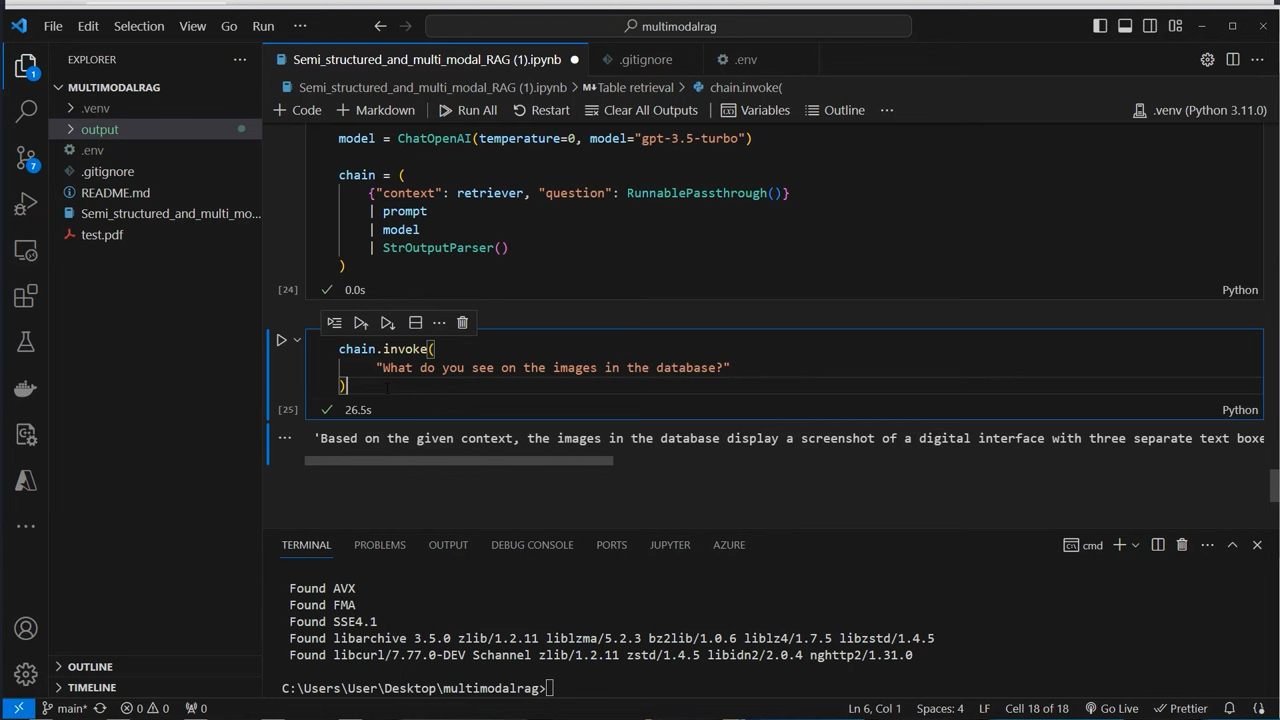 File Edit Selection View Go Run ··· multimodalrag
EXPLORER ···
MULTIMODALRAG
.venv
output
.env
.gitignore
README.md
Semi_structured_and_multi_mo...
test.pdf
OUTLINE
TIMELINE
1
7
Semi_structured_and_multi_modal_RAG (1).ipynb .gitignore .env
Semi_structured_and_multi_modal_RAG (1).ipynb > Table retrieval > chain.invoke(
Code Markdown Run All Restart Clear All Outputs Variables Outline ··· .venv (Python 3.11.0)
model = ChatOpenAI(temperature=0, model="gpt-3.5-turbo")
chain = (
{"context": retriever, "question": RunnablePassthrough()}
| prompt
| model
| StrOutputParser()
)
[24] 0.0s Python
chain.invoke(
"What do you see on the images in the database?"
)
[25] 26.5s Python
'Based on the given context, the images in the database display a screenshot of a digital interface with three separate text boxe
TERMINAL PROBLEMS OUTPUT DEBUG CONSOLE PORTS JUPYTER AZURE cmd
Found AVX
Found FMA
Found SSE4.1
Found libarchive 3.5.0 zlib/1.2.11 liblzma/5.2.3 bz2lib/1.0.6 liblz4/1.7.5 libzstd/1.4.5
Found libcurl/7.77.0-DEV Schannel zlib/1.2.11 zstd/1.4.5 libidn2/2.0.4 nghttp2/1.31.0
C:\Users\User\Desktop\multimodalrag>
main* 0 0 0 Ln 6, Col 1 Spaces: 4 LF Cell 18 of 18 Go Live Prettier